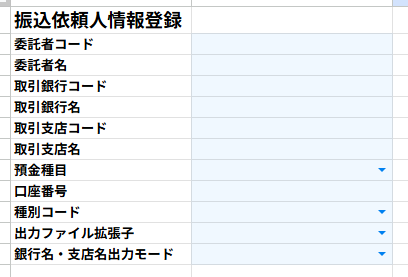 振込依頼人情報登録
委託者コード
委託者名
取引銀行コード
取引銀行名
取引支店コード
取引支店名
預金種目
口座番号
種別コード
出力ファイル拡張子
銀行名・支店名出力モード